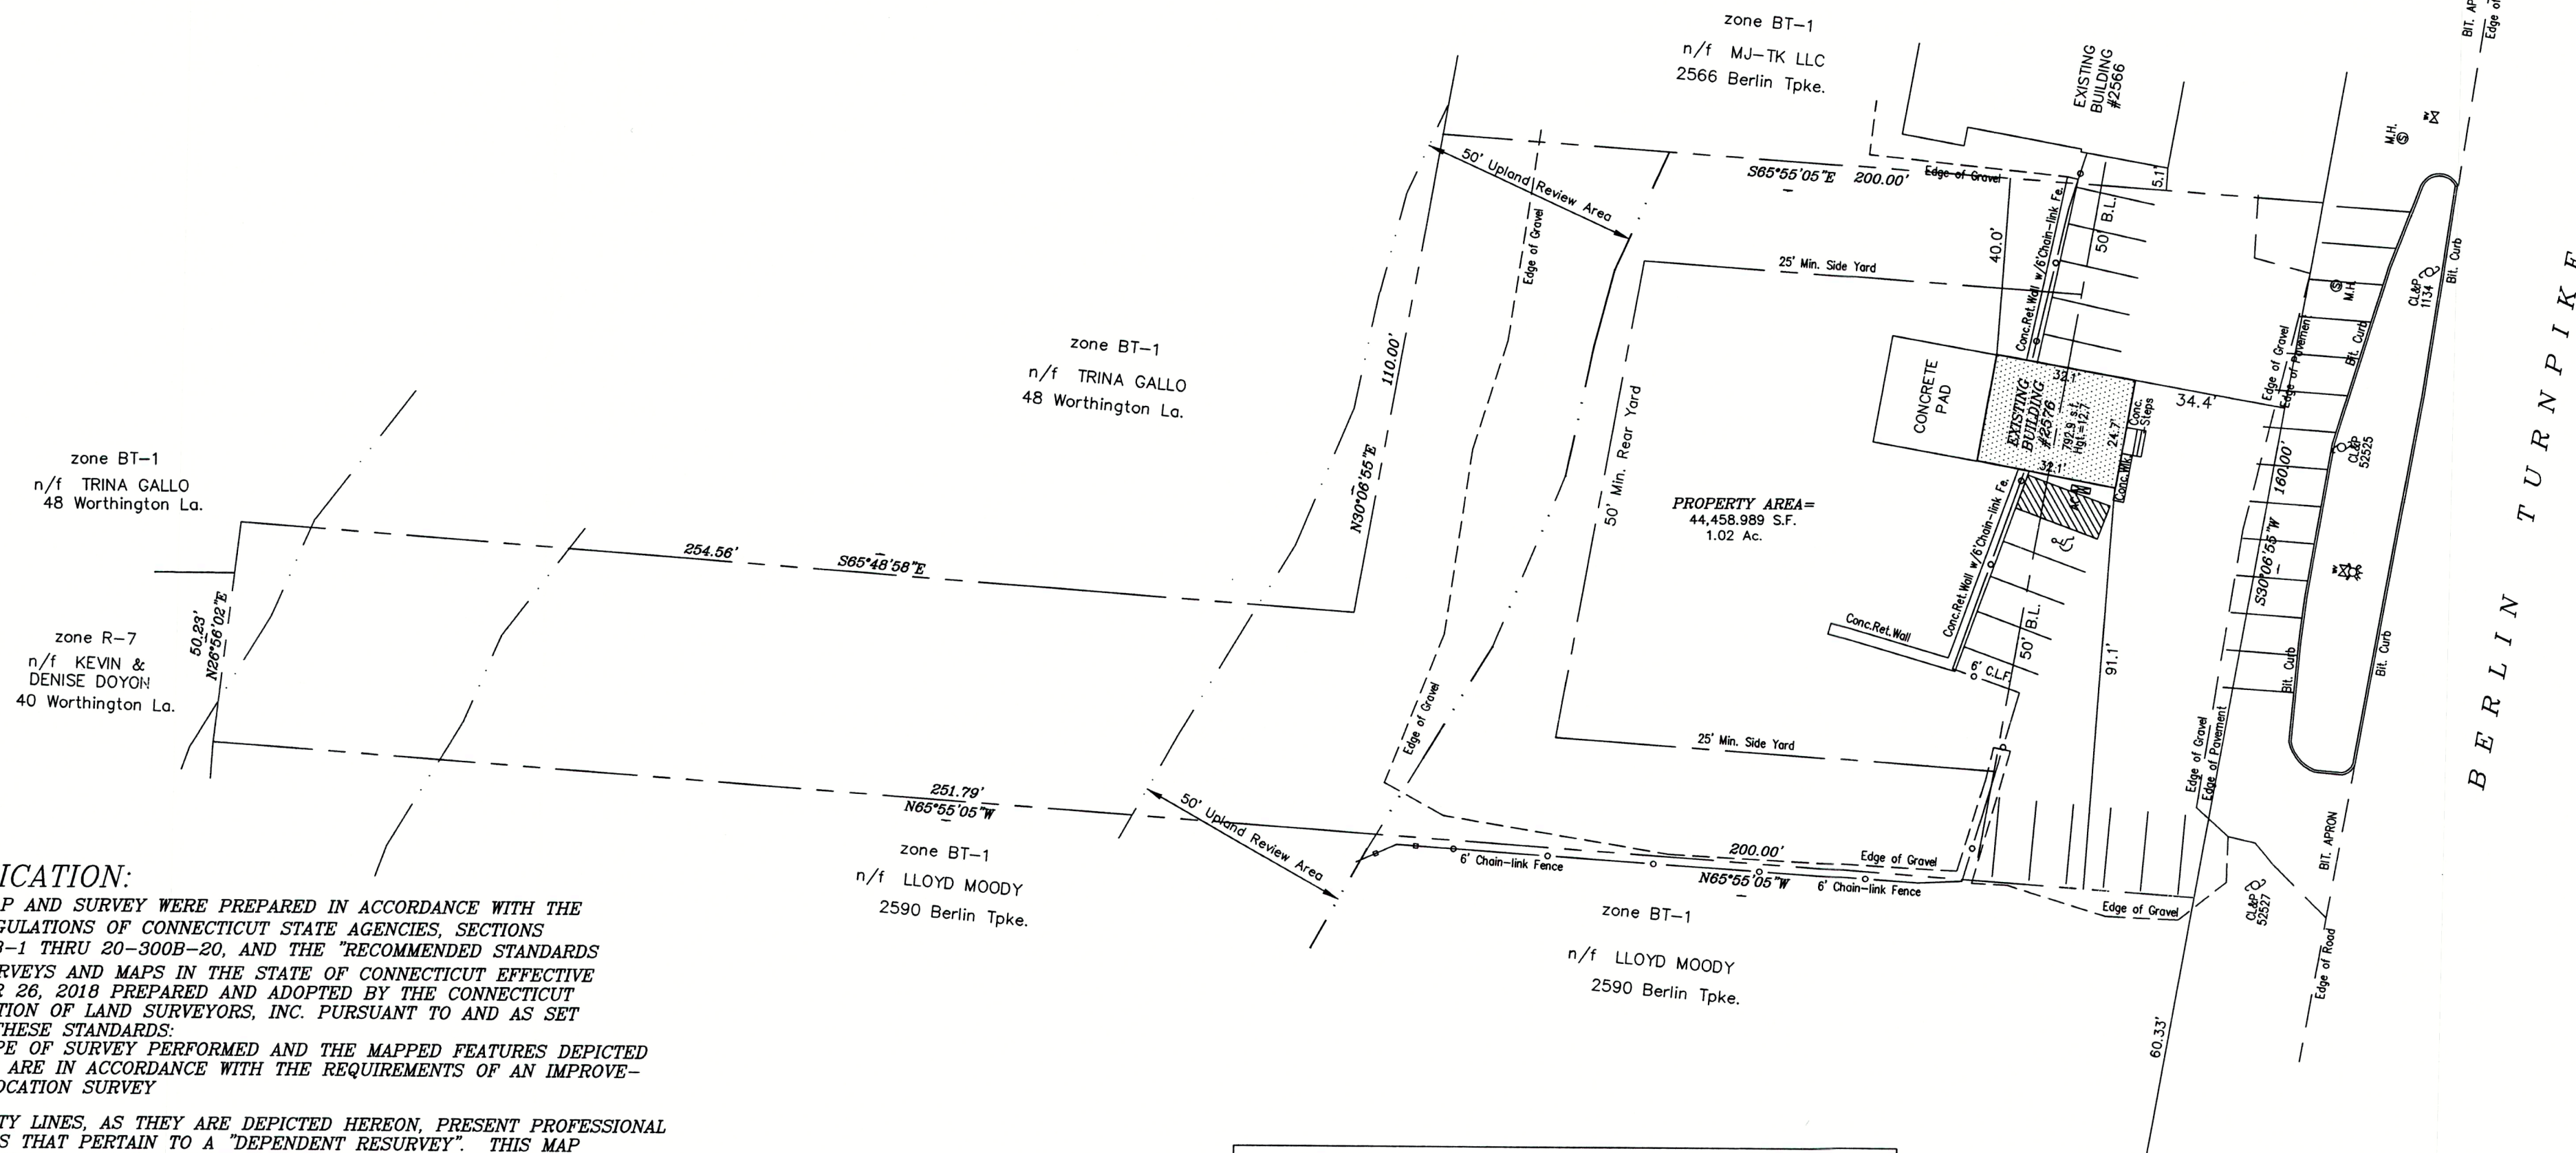 zone BT-1
n/f MJ-TK LLC
2566 Berlin Tpke.
EXISTING
BUILDING
#2566
M.H.
S
W
50' Upland Review Area
S65°55'05"E 200.00'
Edge of Gravel
5.1'
Edge of Gravel
40.0'
Conc.Ret.Wall w/6'Chain-link Fe.
50' B.L.
25' Min. Side Yard
S
M.H.
CL&P
1134
Bit. Curb
Bit. Curb
Edge of Gravel
Edge of Pavement
zone BT-1
n/f TRINA GALLO
48 Worthington La.
110.00'
N30°06'55"E
50' Min. Rear Yard
CONCRETE
PAD
EXISTING
BUILDING
#2576
792.9 s.f.
Hgt.=12.7'
32.1'
32.1'
24.7'
Conc.
Steps
Conc.Wlk.
34.4'
160.00'
S30°06'55"W
CL&P
52525
W
BERLIN TURNPIKE
zone BT-1
n/f TRINA GALLO
48 Worthington La.
254.56'
S65°48'58"E
PROPERTY AREA=
44,458.989 S.F.
1.02 Ac.
Conc.Ret.Wall w/6'Chain-link Fe.
Conc.Ret.Wall
6' C.L.F.
50' B.L.
91.1'
Bit. Curb
Bit. Curb
50.23'
N26°56'02"E
zone R-7
n/f KEVIN &
DENISE DOYON
40 Worthington La.
Edge of Gravel
25' Min. Side Yard
Edge of Gravel
Edge of Pavement
251.79'
N65°55'05"W
50' Upland Review Area
zone BT-1
n/f LLOYD MOODY
2590 Berlin Tpke.
6' Chain-link Fence
200.00'
N65°55'05"W
Edge of Gravel
6' Chain-link Fence
Edge of Gravel
BIT. APRON
CL&P
52527
Edge of Road
zone BT-1
n/f LLOYD MOODY
2590 Berlin Tpke.
60.33'
ICATION:
P AND SURVEY WERE PREPARED IN ACCORDANCE WITH THE
GULATIONS OF CONNECTICUT STATE AGENCIES, SECTIONS
B-1 THRU 20-300B-20, AND THE "RECOMMENDED STANDARDS
RVEYS AND MAPS IN THE STATE OF CONNECTICUT EFFECTIVE
R 26, 2018 PREPARED AND ADOPTED BY THE CONNECTICUT
TION OF LAND SURVEYORS, INC. PURSUANT TO AND AS SET
THESE STANDARDS:
PE OF SURVEY PERFORMED AND THE MAPPED FEATURES DEPICTED
ARE IN ACCORDANCE WITH THE REQUIREMENTS OF AN IMPROVE-
OCATION SURVEY
TY LINES, AS THEY ARE DEPICTED HEREON, PRESENT PROFESSIONAL
S THAT PERTAIN TO A "DEPENDENT RESURVEY". THIS MAP